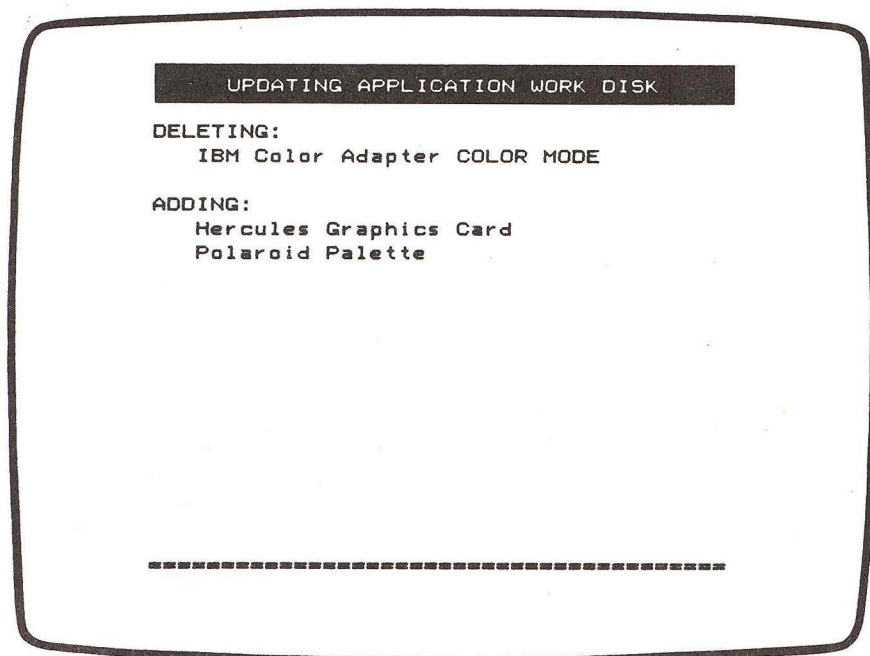 UPDATING APPLICATION WORK DISK
DELETING:
IBM Color Adapter COLOR MODE
ADDING:
Hercules Graphics Card
Polaroid Palette